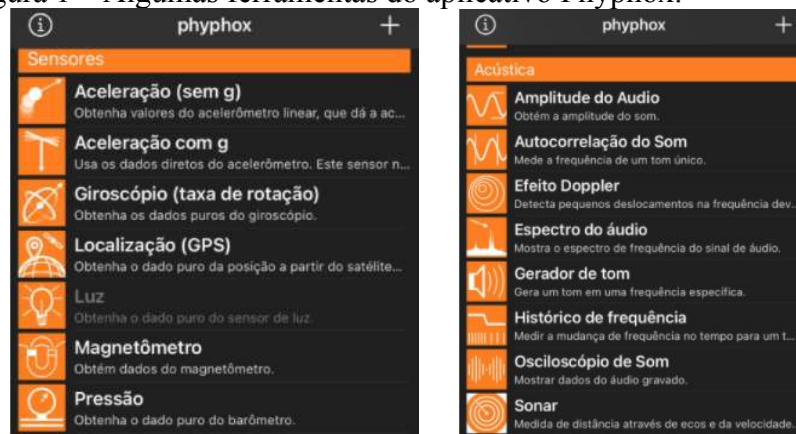 Figura 1 – Algumas ferramentas do aplicativo Phyphox.
phyphox
Sensores
Aceleração (sem g)
Obtenha valores do acelerômetro linear, que dá a ac...
Aceleração com g
Usa os dados diretos do acelerômetro. Este sensor n...
Giroscópio (taxa de rotação)
Obtenha os dados puros do giroscópio.
Localização (GPS)
Obtenha o dado puro da posição a partir do satélite...
Luz
Obtenha o dado puro do sensor de luz.
Magnetômetro
Obtém dados do magnetômetro.
Pressão
Obtenha o dado puro do barômetro.
phyphox
Acústica
Amplitude do Audio
Obtém a amplitude do som.
Autocorrelação do Som
Mede a frequência de um tom único.
Efeito Doppler
Detecta pequenos deslocamentos na frequência dev...
Espectro do áudio
Mostra o espectro de frequência do sinal de áudio.
Gerador de tom
Gera um tom em uma frequência específica.
Histórico de frequência
Medir a mudança de frequência no tempo para um t...
Osciloscópio de Som
Mostrar dados do áudio gravado.
Sonar
Medida de distância através de ecos e da velocidade...